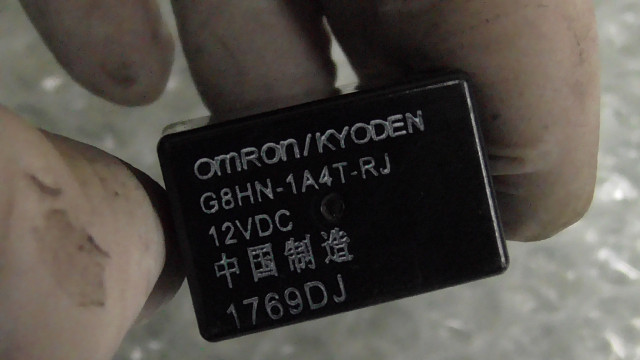 omRon/KYODEN
G8HN-1A4T-RJ
12VDC
中国制造
1769DJ